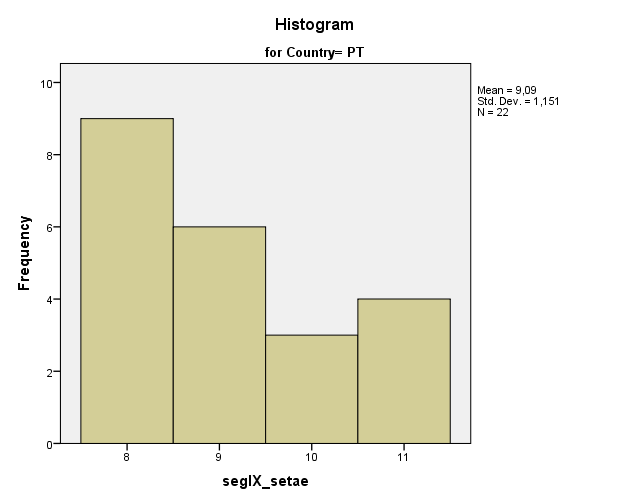 Histogram
for Country= PT
Mean = 9,09
Std. Dev. = 1,151
N = 22
10
8
6
4
2
0
Frequency
8 9 10 11
segIX_setae